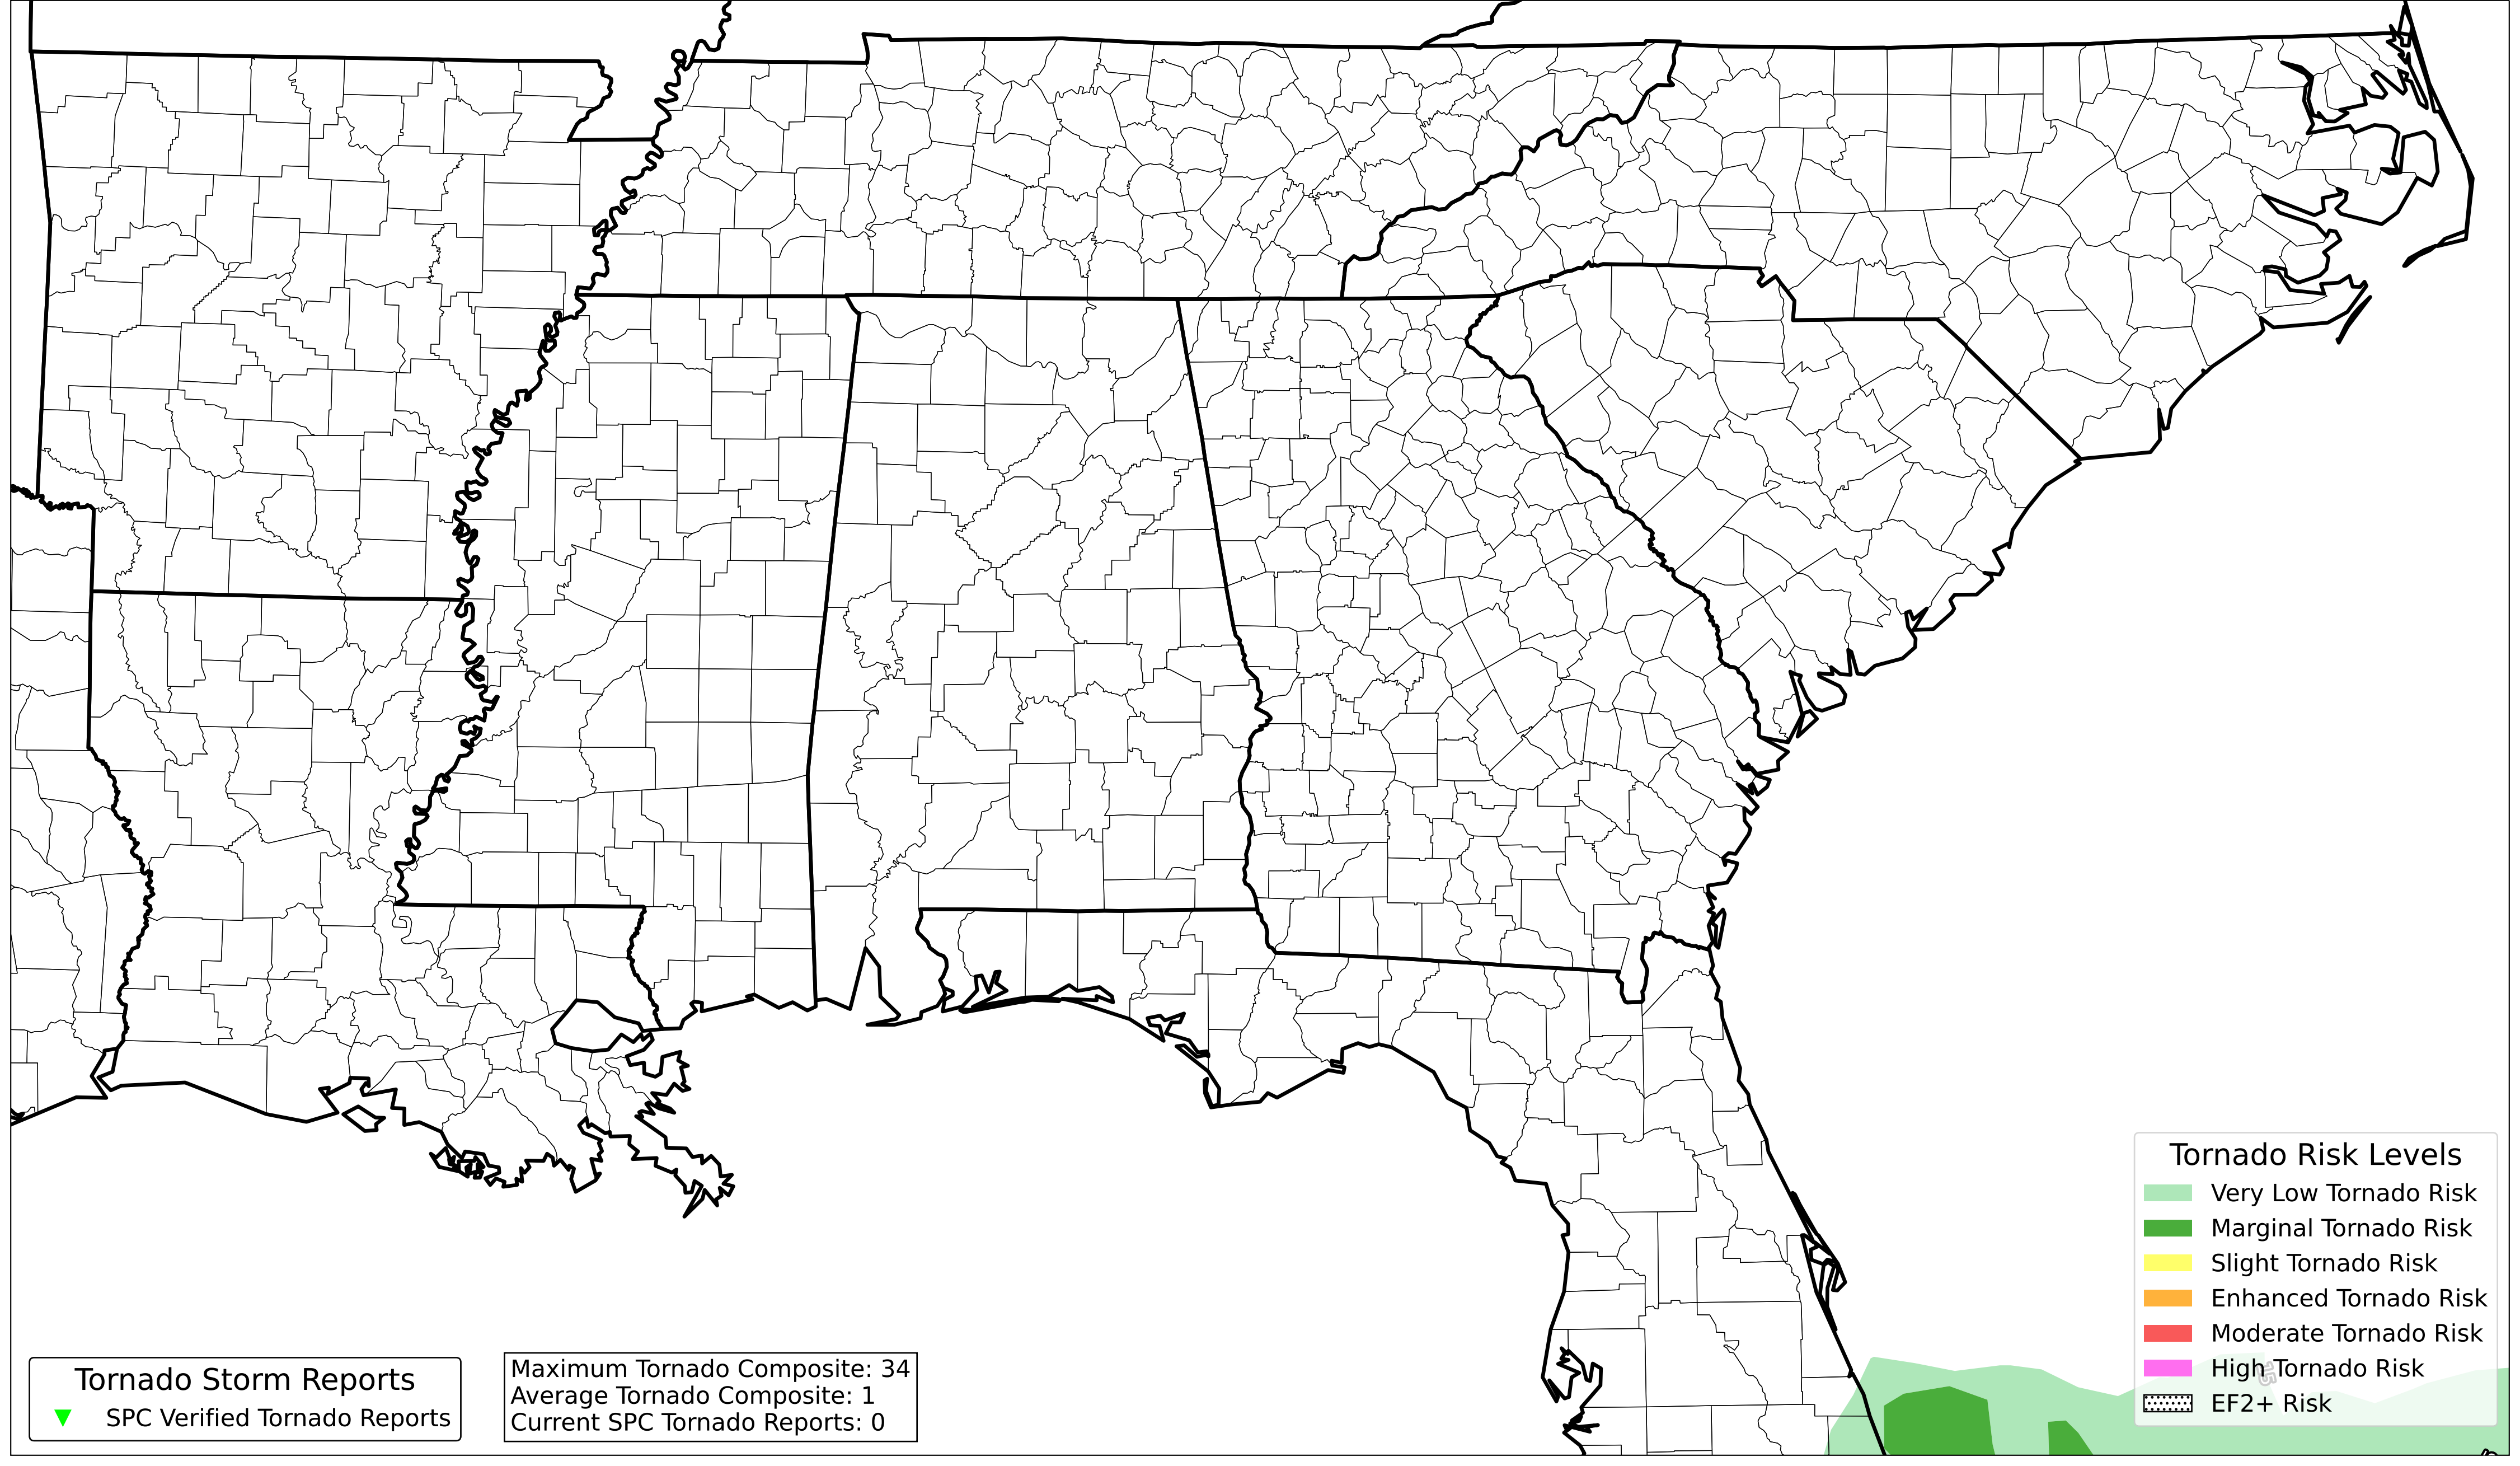 Tornado Risk Levels
Very Low Tornado Risk
Marginal Tornado Risk
Slight Tornado Risk
Enhanced Tornado Risk
Moderate Tornado Risk
High Tornado Risk
EF2+ Risk
Tornado Storm Reports
SPC Verified Tornado Reports
Maximum Tornado Composite: 34
Average Tornado Composite: 1
Current SPC Tornado Reports: 0